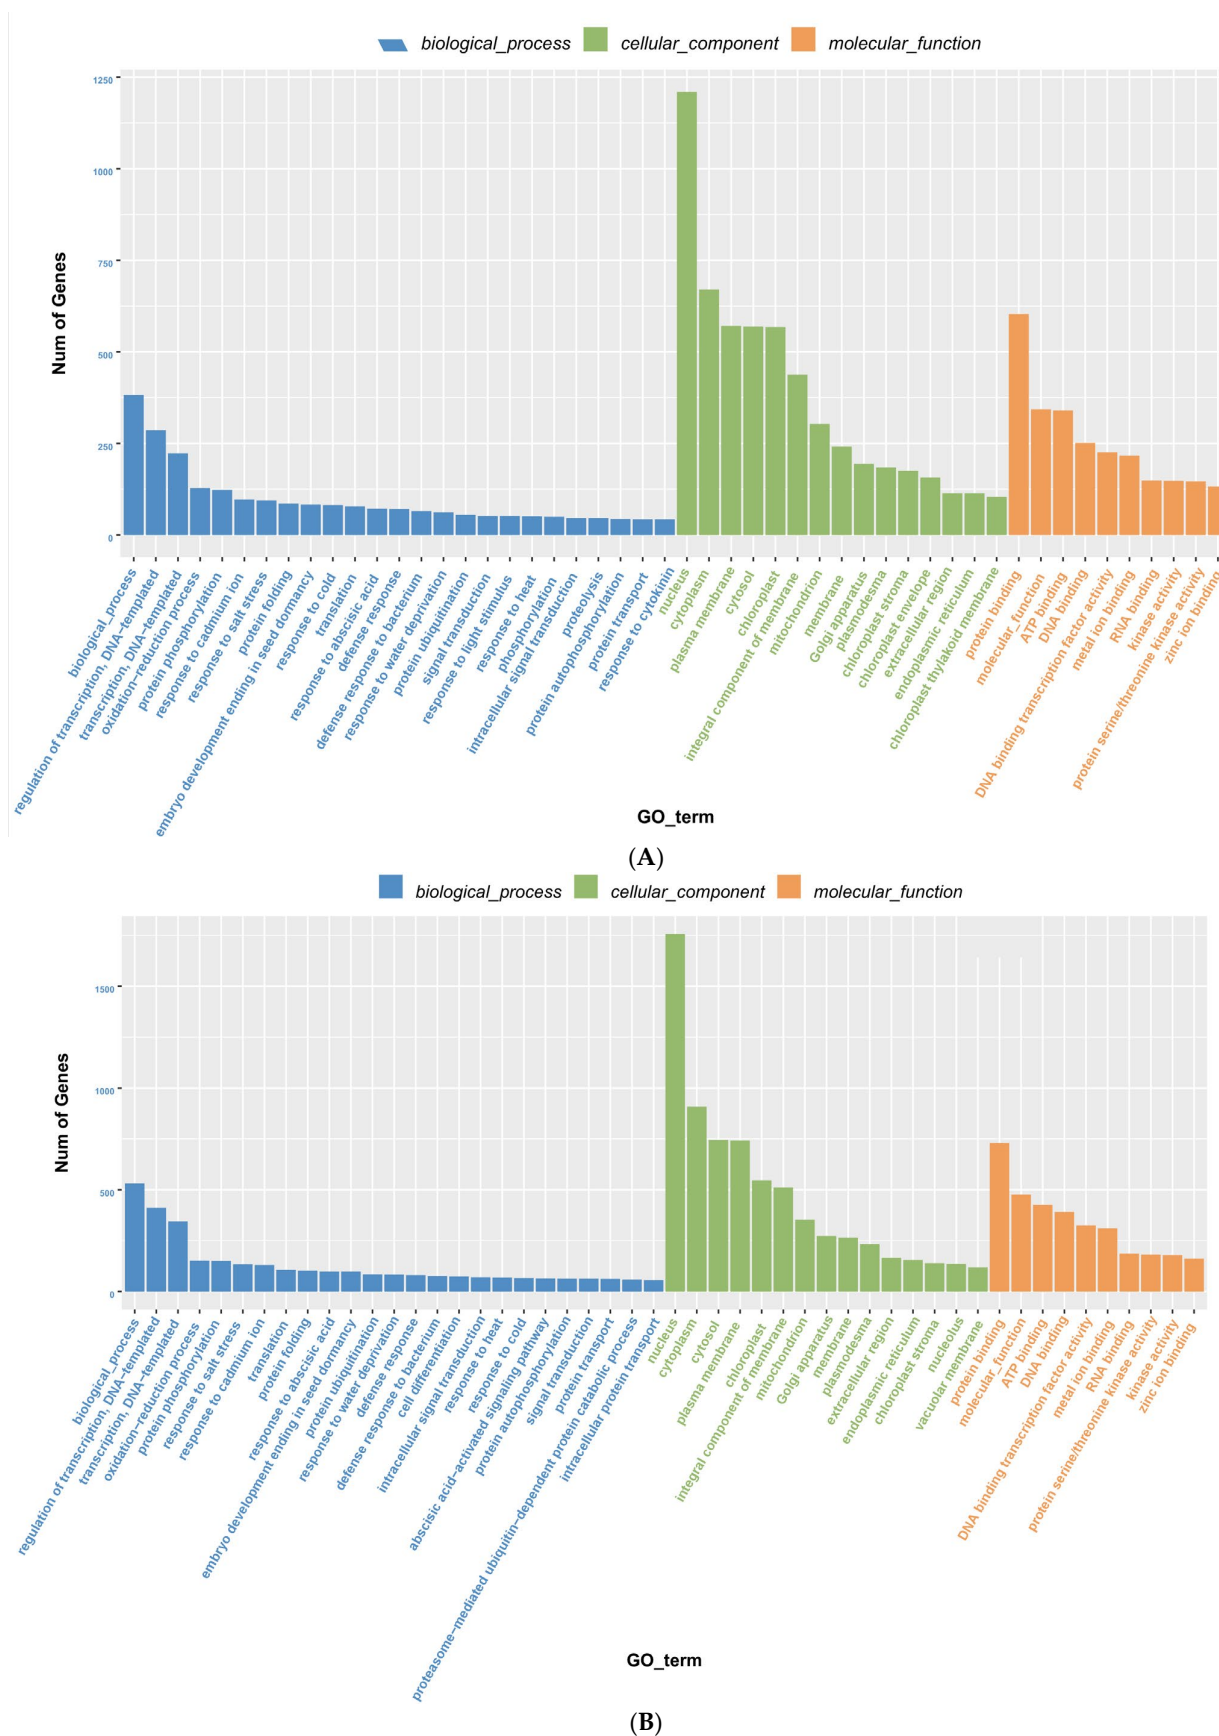 biological_process cellular_component molecular_function
1250
1000
750
500
250
0
Num of Genes
biological_process
regulation of transcription, DNA−templated
transcription, DNA−templated
oxidation−reduction process
protein phosphorylation
response to cadmium ion
response to salt stress
protein folding
embryo development ending in seed dormancy
response to cold
translation
response to abscisic acid
defense response
defense response to bacterium
response to water deprivation
protein ubiquitination
signal transduction
response to light stimulus
response to heat
phosphorylation
intracellular signal transduction
proteolysis
protein autophosphorylation
protein transport
response to cytokinin
nucleus
cytoplasm
plasma membrane
cytosol
chloroplast
integral component of membrane
mitochondrion
membrane
Golgi apparatus
plasmodesma
chloroplast stroma
chloroplast envelope
extracellular region
endoplasmic reticulum
chloroplast thylakoid membrane
protein binding
molecular_function
ATP binding
DNA binding
DNA binding transcription factor activity
metal ion binding
RNA binding
kinase activity
protein serine/threonine kinase activity
zinc ion binding
GO_term
(A)
biological_process cellular_component molecular_function
1500
1000
500
0
Num of Genes
biological_process
regulation of transcription, DNA−templated
transcription, DNA−templated
oxidation−reduction process
protein phosphorylation
response to salt stress
response to cadmium ion
translation
protein folding
response to abscisic acid
embryo development ending in seed dormancy
protein ubiquitination
response to water deprivation
defense response
defense response to bacterium
cell differentiation
intracellular signal transduction
response to heat
response to cold
abscisic acid−activated signaling pathway
protein autophosphorylation
signal transduction
protein transport
proteasome−mediated ubiquitin−dependent protein catabolic process
intracellular protein transport
nucleus
cytoplasm
cytosol
plasma membrane
chloroplast
integral component of membrane
mitochondrion
Golgi apparatus
membrane
plasmodesma
extracellular region
endoplasmic reticulum
chloroplast stroma
nucleolus
vacuolar membrane
protein binding
molecular_function
ATP binding
DNA binding
DNA binding transcription factor activity
metal ion binding
RNA binding
protein serine/threonine kinase activity
kinase activity
zinc ion binding
GO_term
(B)